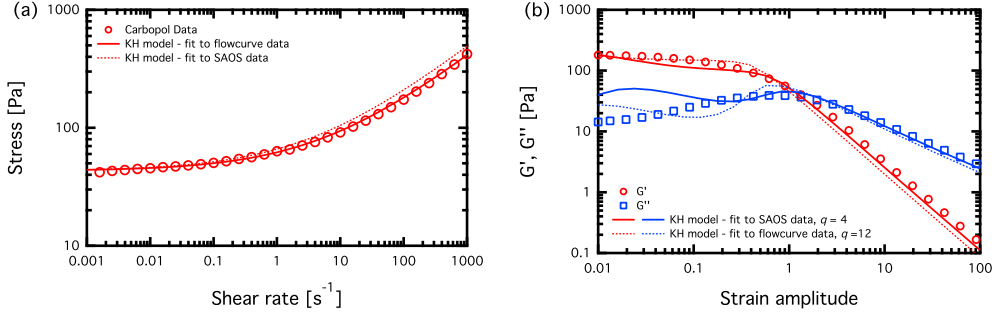 (a)
1000
100
10
Stress [Pa]
Carbopol Data
KH model - fit to flowcurve data
KH model - fit to SAOS data
0.001
0.01
0.1
1
10
100
1000
Shear rate [s⁻¹]
(b)
1000
100
10
1
0.1
G', G'' [Pa]
G'
G''
KH model - fit to SAOS data, q = 4
KH model - fit to flowcurve data, q =12
0.01
0.1
1
10
100
Strain amplitude